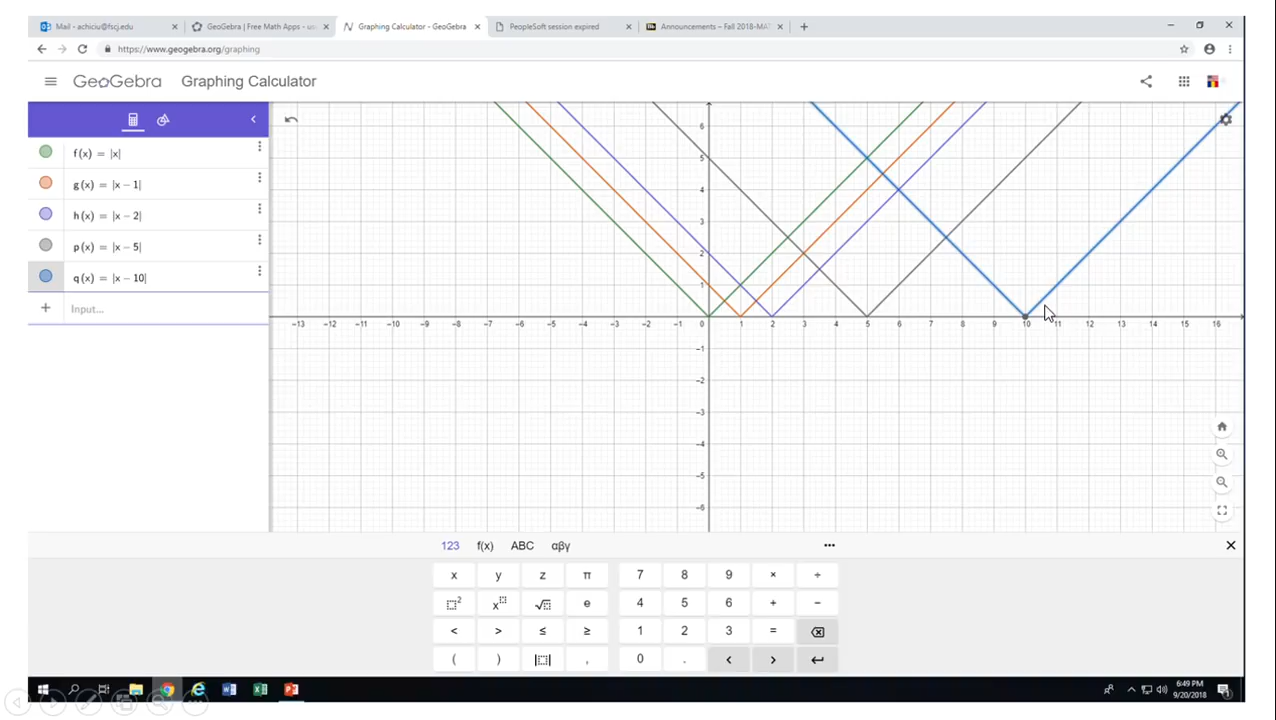 Mail - achiciu@fscj.edu
GeoGebra | Free Math Apps - us
Graphing Calculator - GeoGebra
PeopleSoft session expired
Announcements – Fall 2018-MAT
https://www.geogebra.org/graphing
GeoGebra Graphing Calculator
f(x) = |x|
g(x) = |x − 1|
h(x) = |x − 2|
p(x) = |x − 5|
q(x) = |x − 10|
+ Input...
6
5
4
3
2
1
−13 −12 −11 −10 −9 −8 −7 −6 −5 −4 −3 −2 −1 0 1 2 3 4 5 6 7 8 9 10 11 12 13 14 15 16
−1
−2
−3
−4
−5
−6
123 f(x) ABC αβγ
x y z π 7 8 9 × ÷
e 4 5 6 + −
< > ≤ ≥ 1 2 3 =
( ) , 0 . < >
6:49 PM
9/20/2018